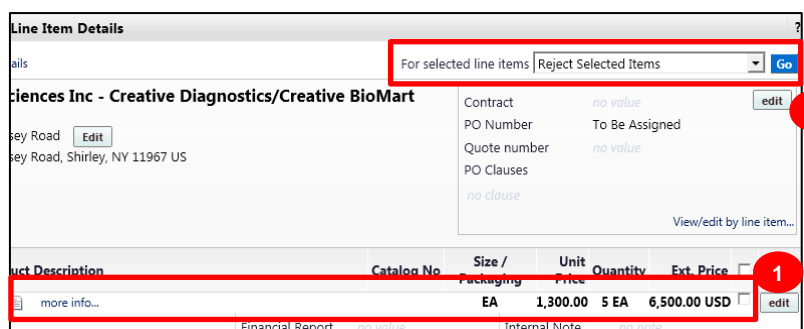 Line Item Details ?
ails For selected line items Reject Selected Items Go
ciences Inc - Creative Diagnostics/Creative BioMart
Contract no value edit
PO Number To Be Assigned
sey Road Edit
Quote number no value
sey Road, Shirley, NY 11967 US
PO Clauses
no clause
View/edit by line item...
uct Description Catalog No Size / Packaging Unit Price Quantity Ext. Price 1
more info... EA 1,300.00 5 EA 6,500.00 USD edit
Financial Report no value Internal Note no note